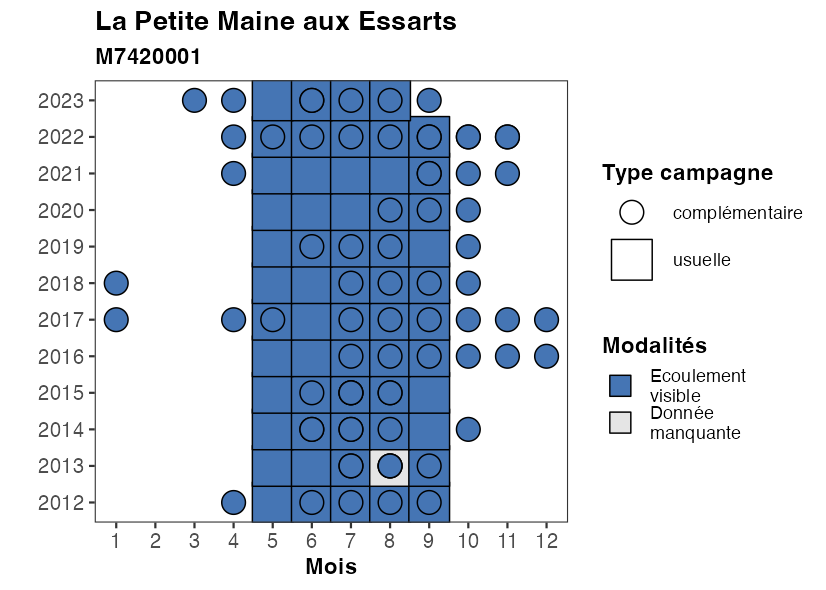 La Petite Maine aux Essarts
M7420001
2023
2022
2021
2020
2019
2018
2017
2016
2015
2014
2013
2012
1 2 3 4 5 6 7 8 9 10 11 12
Mois
Type campagne
complémentaire
usuelle
Modalités
Ecoulement
visible
Donnée
manquante